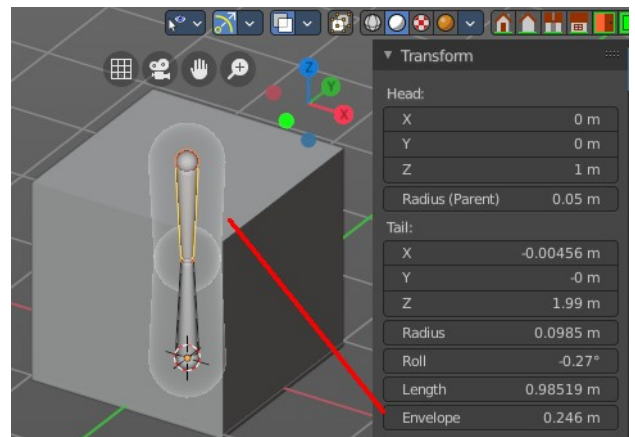 Transform
Z
Y
X
Head:
X 0 m
Y 0 m
Z 1 m
Radius (Parent) 0.05 m
Tail:
X -0.00456 m
Y -0 m
Z 1.99 m
Radius 0.0985 m
Roll -0.27°
Length 0.98519 m
Envelope 0.246 m